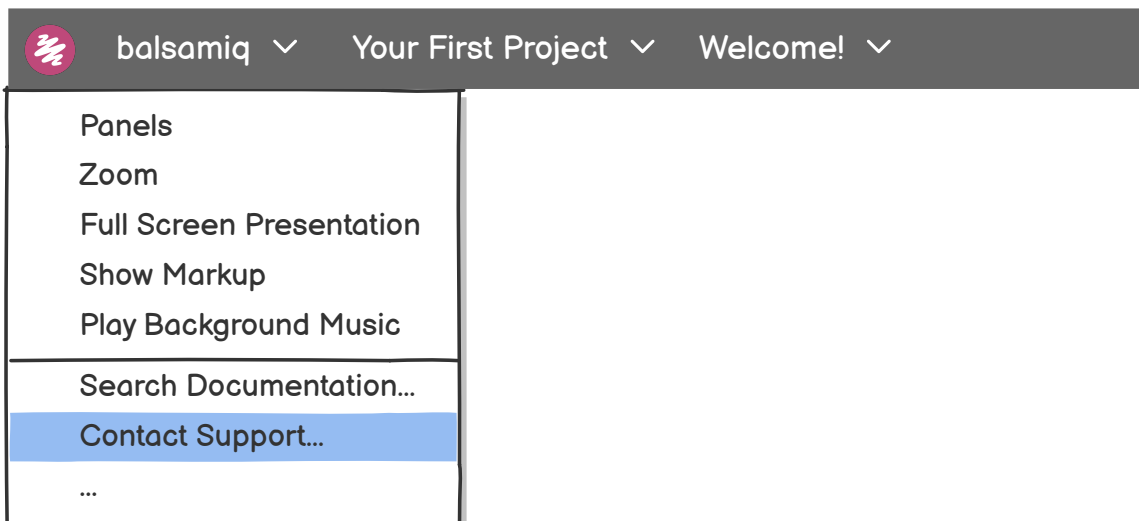 balsamiq Your First Project Welcome!
Panels
Zoom
Full Screen Presentation
Show Markup
Play Background Music
Search Documentation...
Contact Support...
...